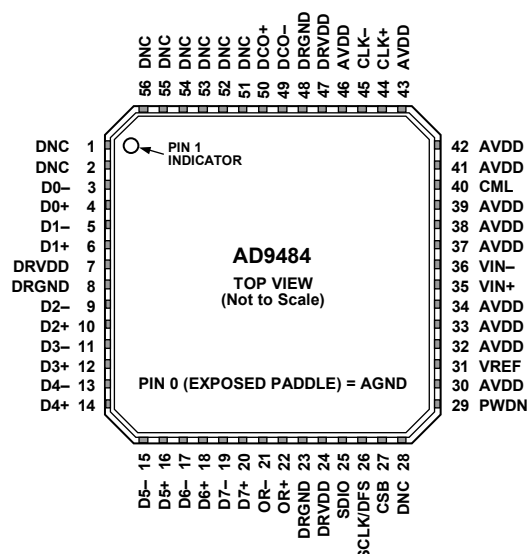 DNC
DNC
DNC
DNC
DNC
DNC
DCO+
DCO–
DRGND
DRVDD
AVDD
CLK–
CLK+
AVDD
56
55
54
53
52
51
50
49
48
47
46
45
44
43
DNC 1
DNC 2
D0– 3
D0+ 4
D1– 5
D1+ 6
DRVDD 7
DRGND 8
D2– 9
D2+ 10
D3– 11
D3+ 12
D4– 13
D4+ 14
PIN 1
INDICATOR
AD9484
TOP VIEW
(Not to Scale)
PIN 0 (EXPOSED PADDLE) = AGND
42 AVDD
41 AVDD
40 CML
39 AVDD
38 AVDD
37 AVDD
36 VIN–
35 VIN+
34 AVDD
33 AVDD
32 AVDD
31 VREF
30 AVDD
29 PWDN
D5– 15
D5+ 16
D6– 17
D6+ 18
D7– 19
D7+ 20
OR– 21
OR+ 22
DRGND 23
DRVDD 24
SDIO 25
SCLK/DFS 26
CSB 27
DNC 28